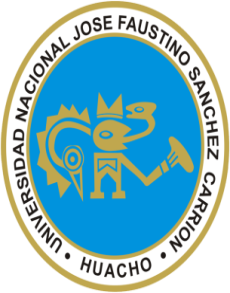 UNIVERSIDAD NACIONAL JOSE FAUSTINO SANCHEZ CARRION
• HUACHO •